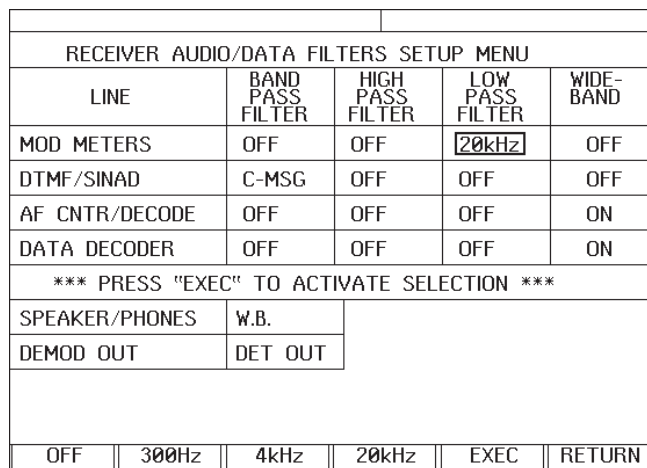 RECEIVER AUDIO/DATA FILTERS SETUP MENU
LINE BAND PASS FILTER HIGH PASS FILTER LOW PASS FILTER WIDE-BAND
MOD METERS OFF OFF 20kHz OFF
DTMF/SINAD C-MSG OFF OFF OFF
AF CNTR/DECODE OFF OFF OFF ON
DATA DECODER OFF OFF OFF ON
*** PRESS "EXEC" TO ACTIVATE SELECTION ***
SPEAKER/PHONES W.B.
DEMOD OUT DET OUT
OFF 300Hz 4kHz 20kHz EXEC RETURN